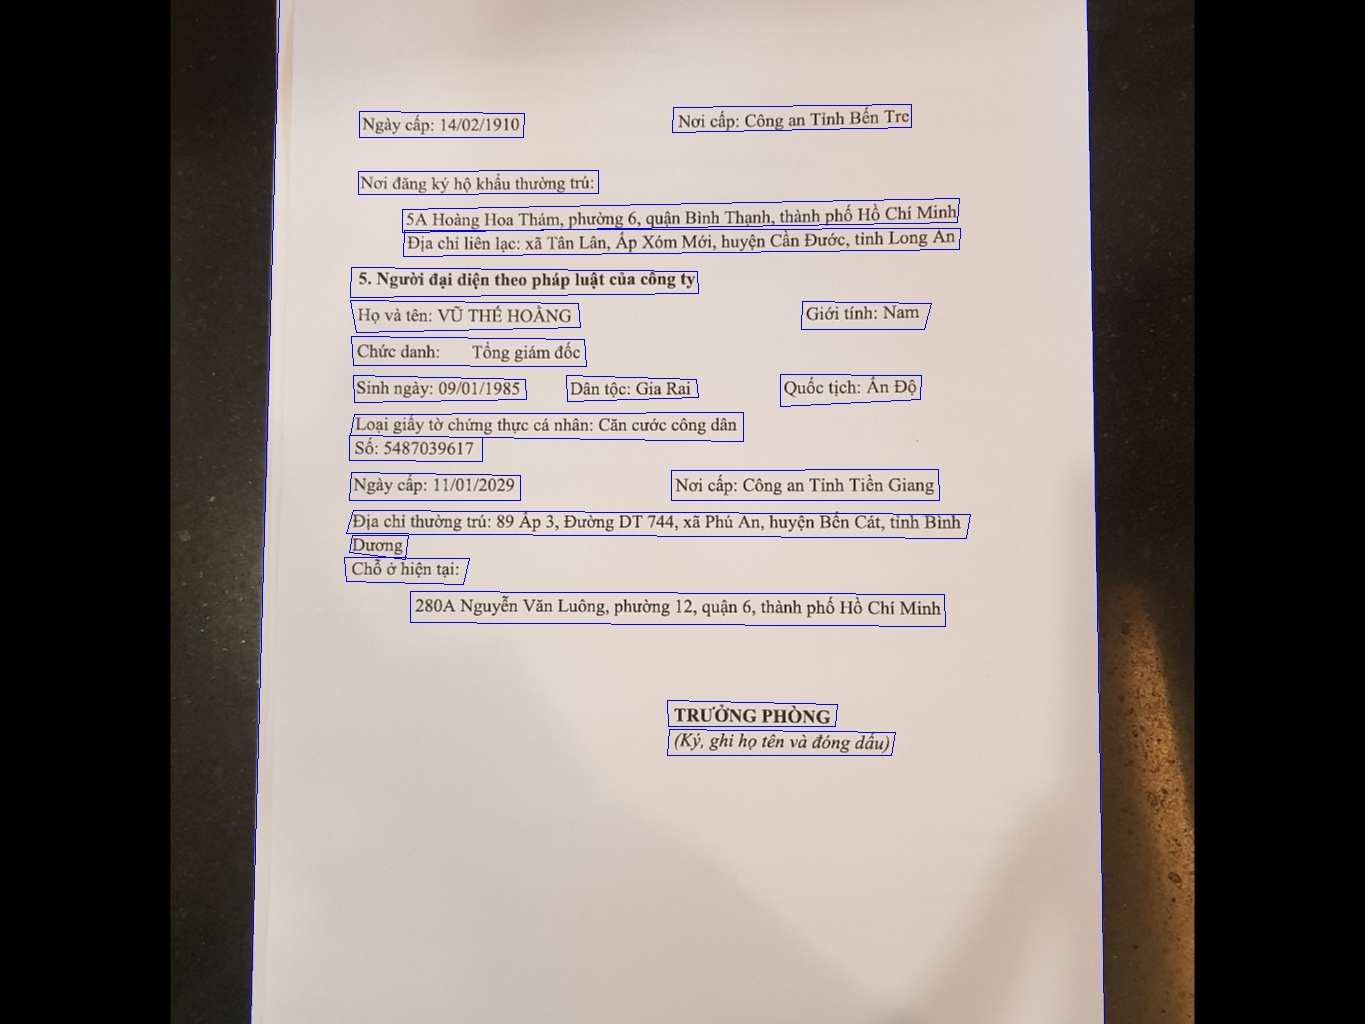 Ngày cấp: 14/02/1910 Nơi cấp: Công an Tỉnh Bến Tre
Nơi đăng ký hộ khẩu thường trú:
5A Hoàng Hoa Thám, phường 6, quận Bình Thạnh, thành phố Hồ Chí Minh
Địa chỉ liên lạc: xã Tân Lân, Ấp Xóm Mới, huyện Cần Đước, tỉnh Long An
5. Người đại diện theo pháp luật của công ty
Họ và tên: VŨ THẾ HOÀNG Giới tính: Nam
Chức danh: Tổng giám đốc
Sinh ngày: 09/01/1985 Dân tộc: Gia Rai Quốc tịch: Ấn Độ
Loại giấy tờ chứng thực cá nhân: Căn cước công dân
Số: 5487039617
Ngày cấp: 11/01/2029 Nơi cấp: Công an Tỉnh Tiền Giang
Địa chỉ thường trú: 89 Ấp 3, Đường DT 744, xã Phú An, huyện Bến Cát, tỉnh Bình
Dương
Chỗ ở hiện tại:
280A Nguyễn Văn Luông, phường 12, quận 6, thành phố Hồ Chí Minh
TRƯỞNG PHÒNG
(Ký, ghi họ tên và đóng dấu)